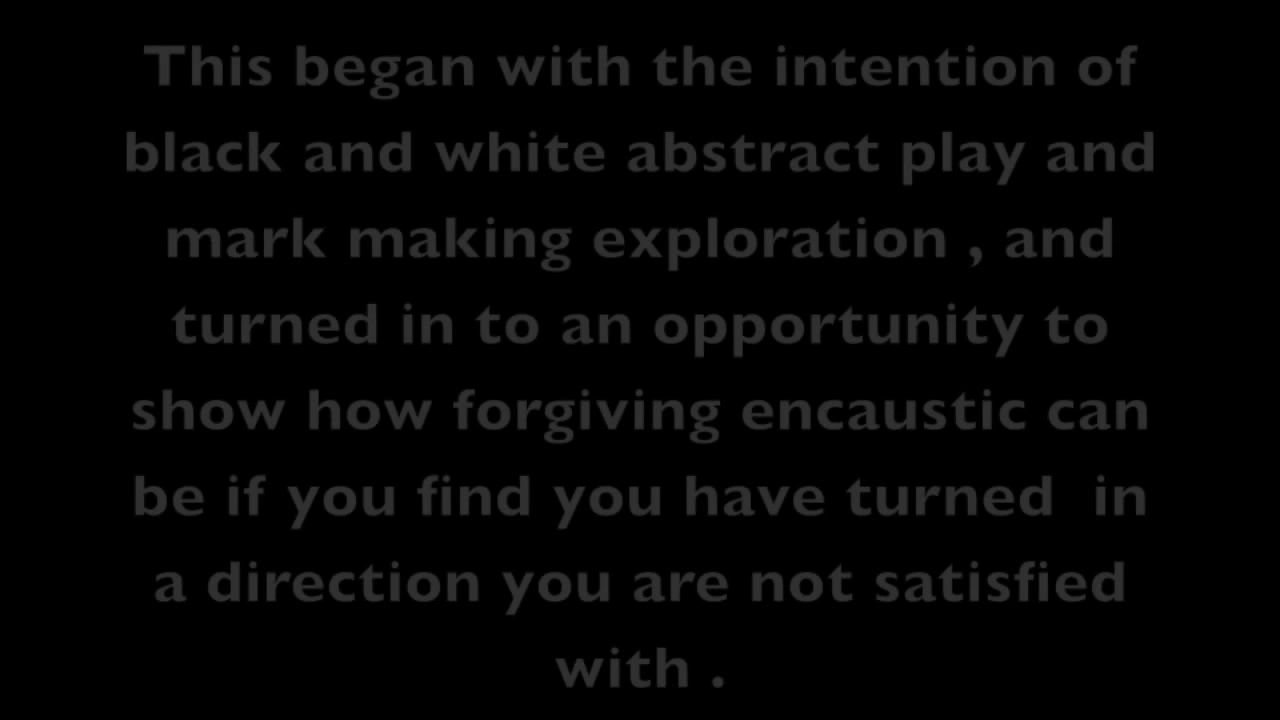 This began with the intention of
black and white abstract play and
mark making exploration , and
turned in to an opportunity to
show how forgiving encaustic can
be if you find you have turned  in
a direction you are not satisfied
with .